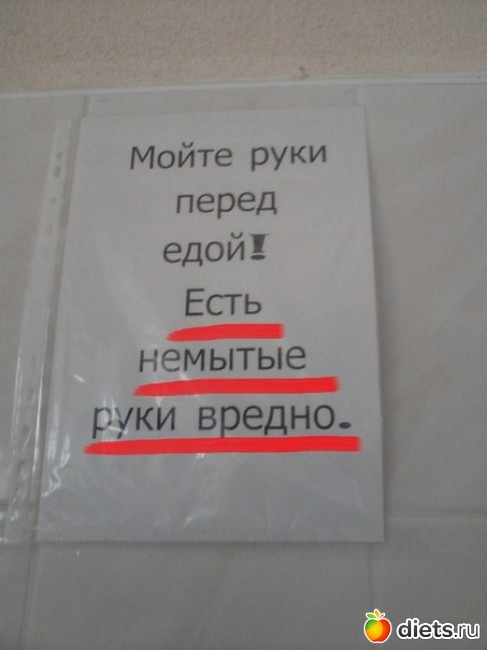 Мойте руки
перед
едой!
Есть
немытые
руки вредно.
diets.ru